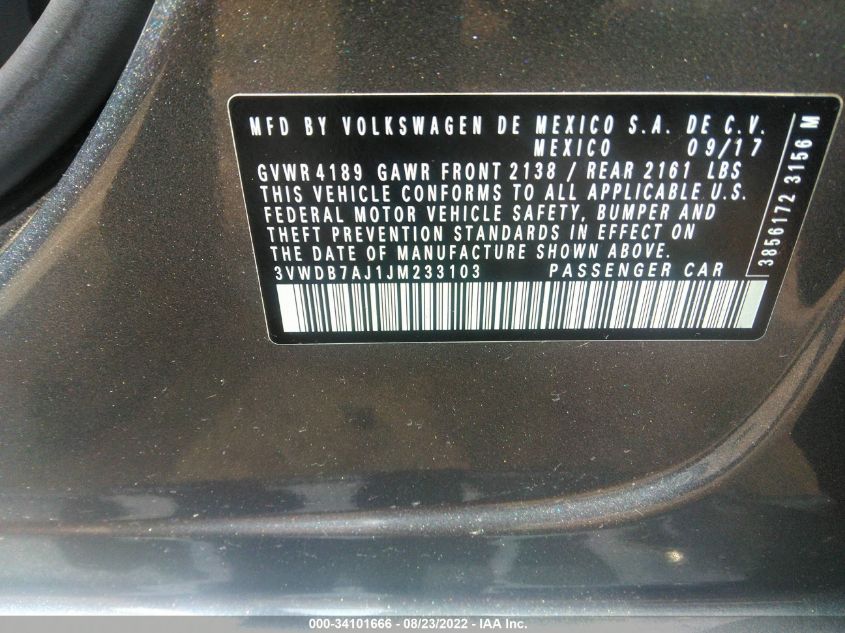 MFD BY VOLKSWAGEN DE MEXICO S.A. DE C.V.
MEXICO 09/17
GVWR 4189 GAWR FRONT 2138 / REAR 2161 LBS
THIS VEHICLE CONFORMS TO ALL APPLICABLE U.S.
FEDERAL MOTOR VEHICLE SAFETY, BUMPER AND
THEFT PREVENTION STANDARDS IN EFFECT ON
THE DATE OF MANUFACTURE SHOWN ABOVE.
3VWDB7AJ1JM233103 PASSENGER CAR
3856172 3156 M
000-34101666 - 08/23/2022 - IAA Inc.